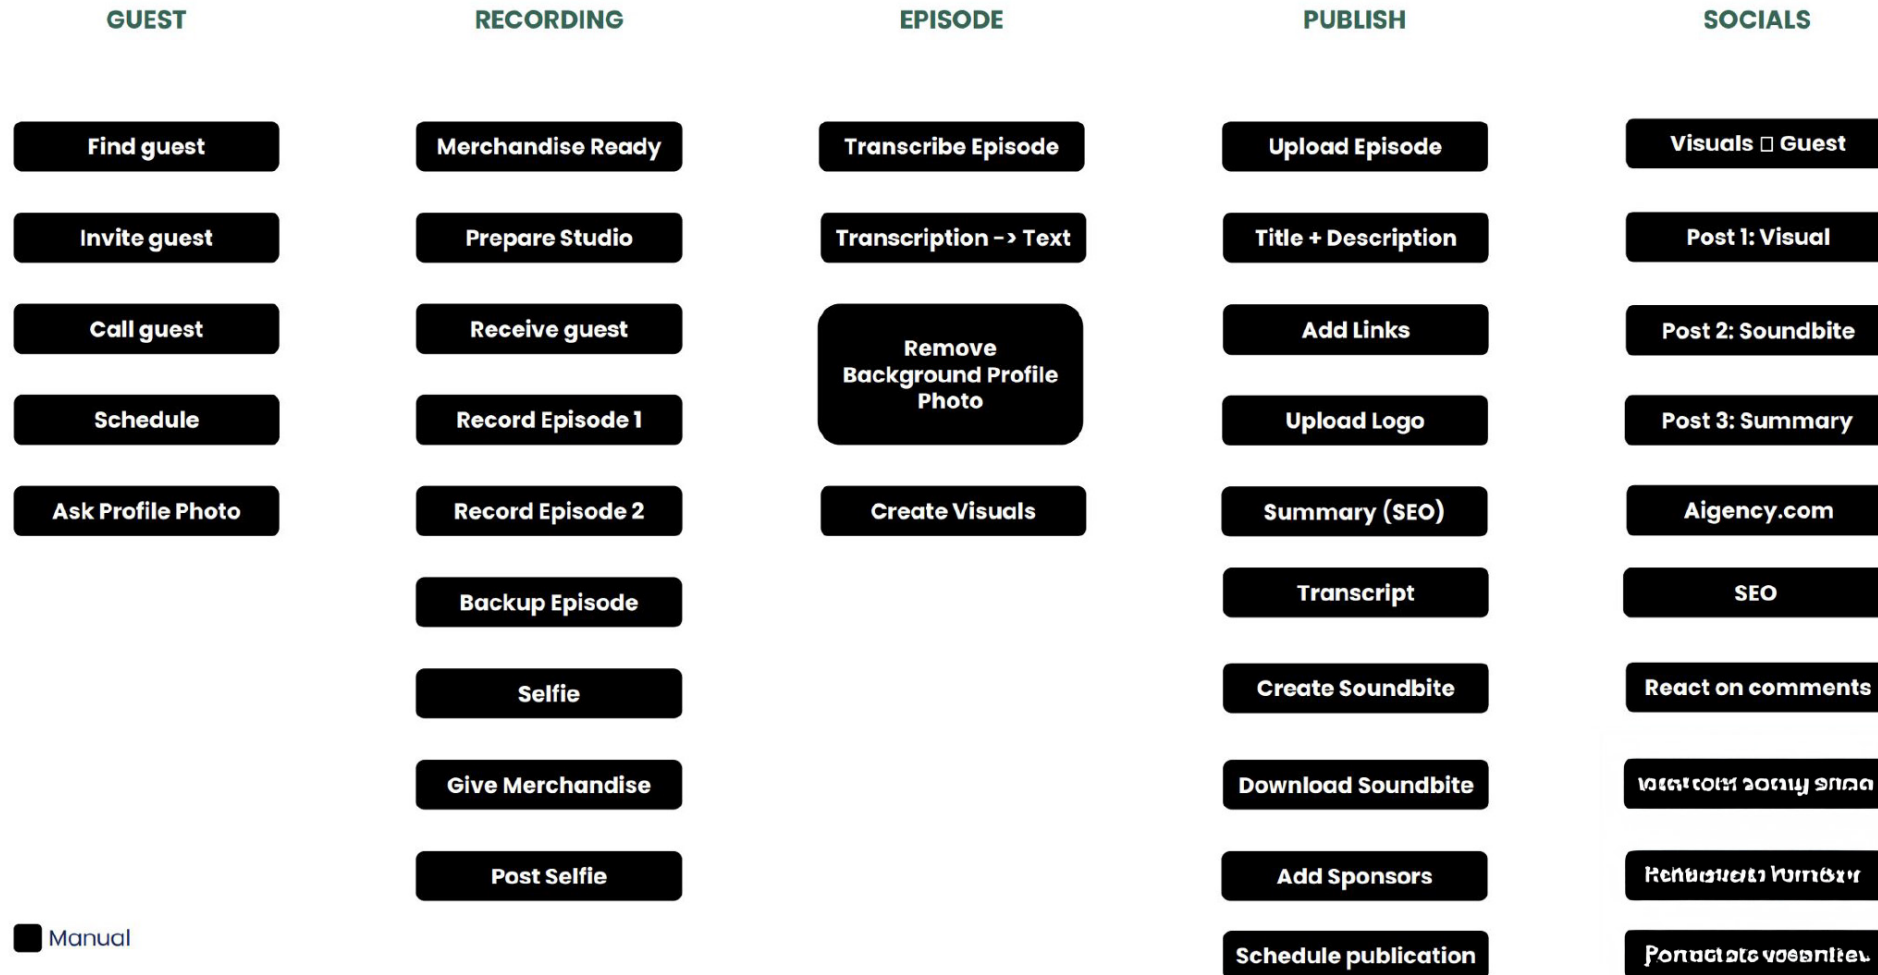 GUEST
RECORDING
EPISODE
PUBLISH
SOCIALS
Find guest
Invite guest
Call guest
Schedule
Ask Profile Photo
Merchandise Ready
Prepare Studio
Receive guest
Record Episode 1
Record Episode 2
Backup Episode
Selfie
Give Merchandise
Post Selfie
Transcribe Episode
Transcription -> Text
Remove
Background Profile
Photo
Create Visuals
Upload Episode
Title + Description
Add Links
Upload Logo
Summary (SEO)
Transcript
Create Soundbite
Download Soundbite
Add Sponsors
Schedule publication
Visuals □ Guest
Post 1: Visual
Post 2: Soundbite
Post 3: Summary
Aigency.com
SEO
React on comments
Manual